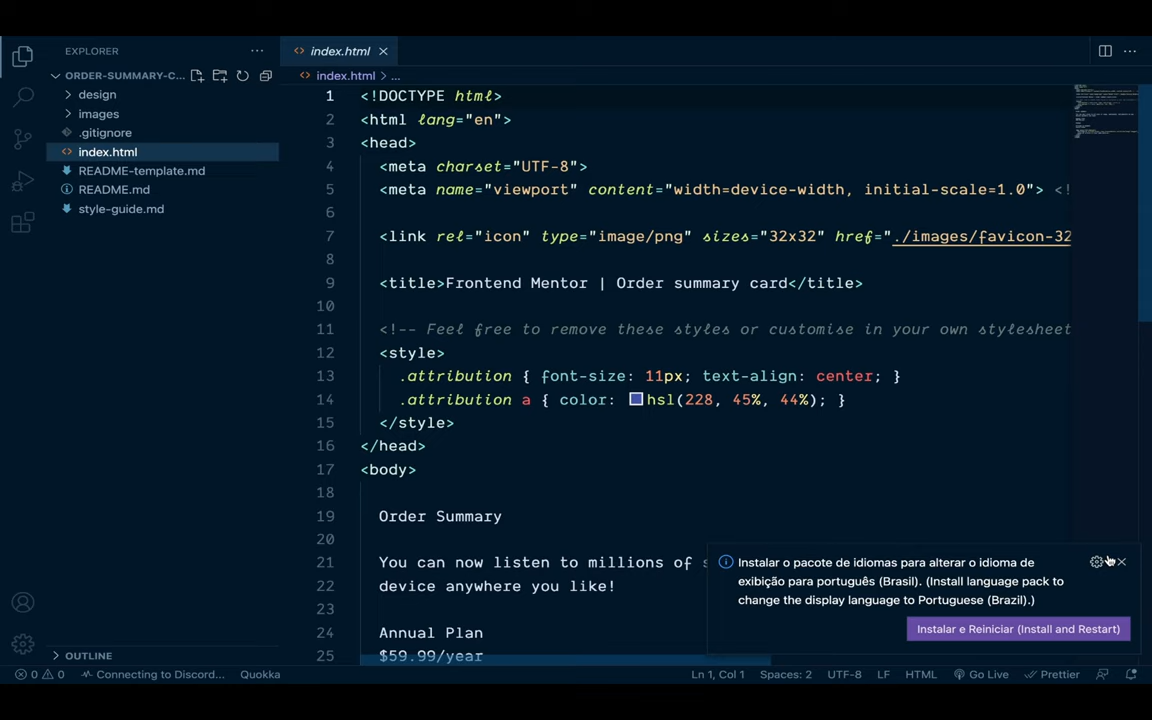 EXPLORER
ORDER-SUMMARY-C...
design
images
.gitignore
index.html
README-template.md
README.md
style-guide.md
OUTLINE
index.html
index.html > ...
1 <!DOCTYPE html>
2 <html lang="en">
3 <head>
4 <meta charset="UTF-8">
5 <meta name="viewport" content="width=device-width, initial-scale=1.0"> <!
6
7 <link rel="icon" type="image/png" sizes="32x32" href="./images/favicon-32
8
9 <title>Frontend Mentor | Order summary card</title>
10
11 <!-- Feel free to remove these styles or customise in your own stylesheet
12 <style>
13 .attribution { font-size: 11px; text-align: center; }
14 .attribution a { color: hsl(228, 45%, 44%); }
15 </style>
16 </head>
17 <body>
18
19 Order Summary
20
21 You can now listen to millions of s
22 device anywhere you like!
23
24 Annual Plan
25 $59.99/year
Instalar o pacote de idiomas para alterar o idioma de
exibição para português (Brasil). (Install language pack to
change the display language to Portuguese (Brazil).)
Instalar e Reiniciar (Install and Restart)
0 0 Connecting to Discord... Quokka Ln 1, Col 1 Spaces: 2 UTF-8 LF HTML Go Live Prettier